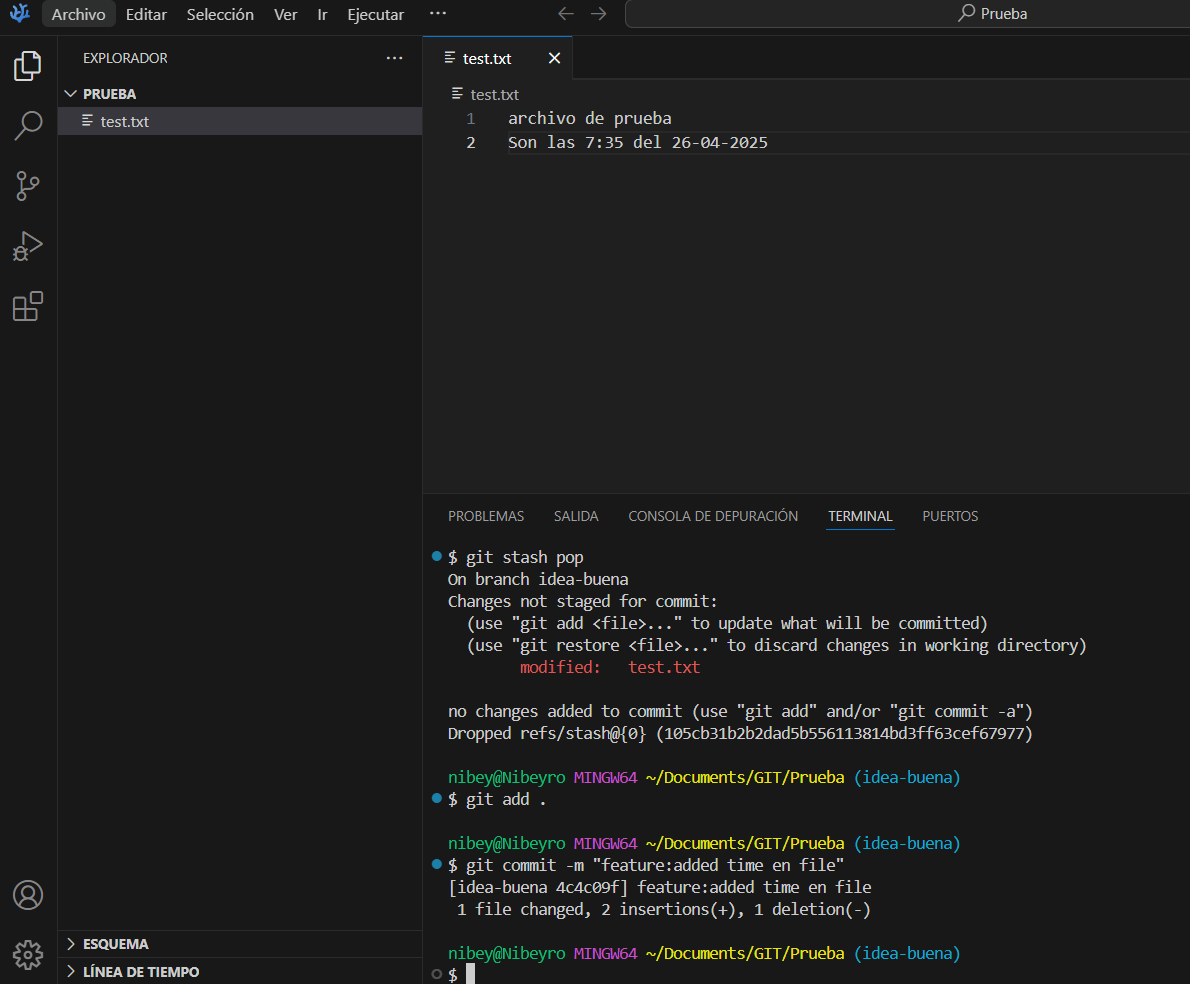 Archivo Editar Selección Ver Ir Ejecutar ··· Prueba
EXPLORADOR ···
PRUEBA
test.txt
ESQUEMA
LÍNEA DE TIEMPO
test.txt
test.txt
1 archivo de prueba
2 Son las 7:35 del 26-04-2025
PROBLEMAS SALIDA CONSOLA DE DEPURACIÓN TERMINAL PUERTOS
$ git stash pop
On branch idea-buena
Changes not staged for commit:
(use "git add <file>..." to update what will be committed)
(use "git restore <file>..." to discard changes in working directory)
modified: test.txt
no changes added to commit (use "git add" and/or "git commit -a")
Dropped refs/stash@{0} (105cb31b2b2dad5b556113814bd3ff63cef67977)
nibey@Nibeyro MINGW64 ~/Documents/GIT/Prueba (idea-buena)
$ git add .
nibey@Nibeyro MINGW64 ~/Documents/GIT/Prueba (idea-buena)
$ git commit -m "feature:added time en file"
[idea-buena 4c4c09f] feature:added time en file
1 file changed, 2 insertions(+), 1 deletion(-)
nibey@Nibeyro MINGW64 ~/Documents/GIT/Prueba (idea-buena)
$